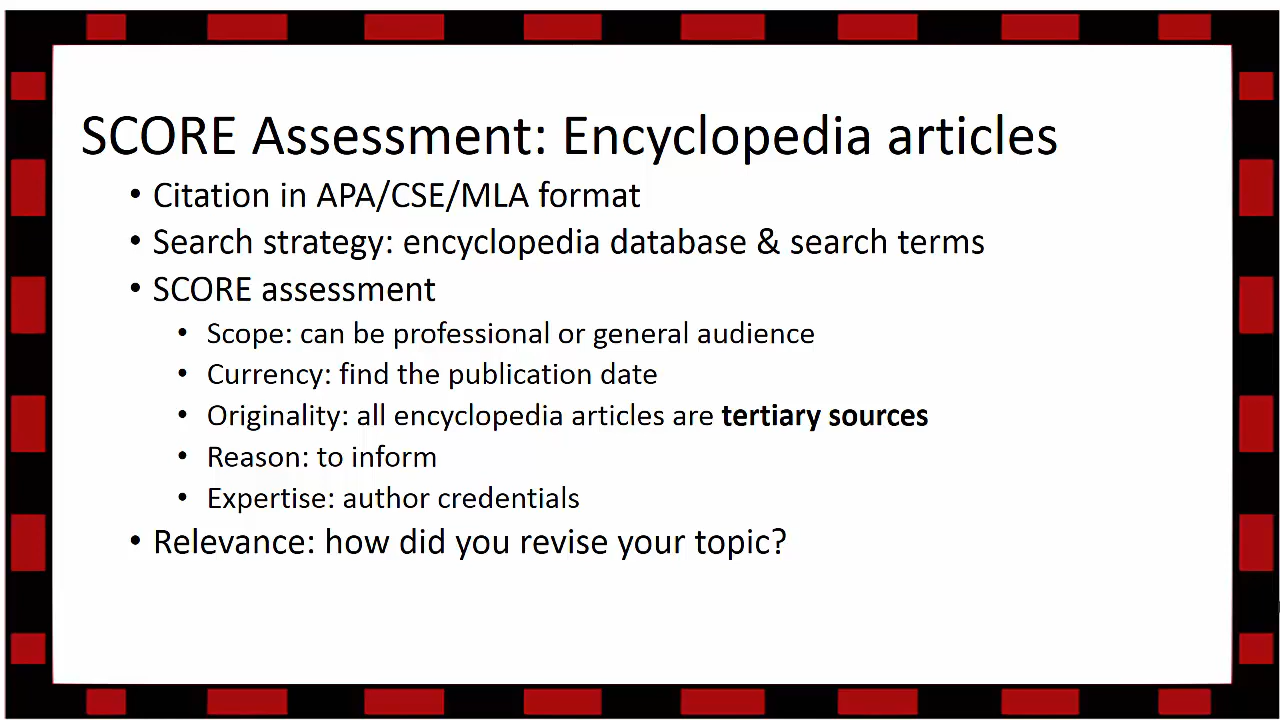 SCORE Assessment: Encyclopedia articles
• Citation in APA/CSE/MLA format
• Search strategy: encyclopedia database & search terms
• SCORE assessment
• Scope: can be professional or general audience
• Currency: find the publication date
• Originality: all encyclopedia articles are tertiary sources
• Reason: to inform
• Expertise: author credentials
• Relevance: how did you revise your topic?